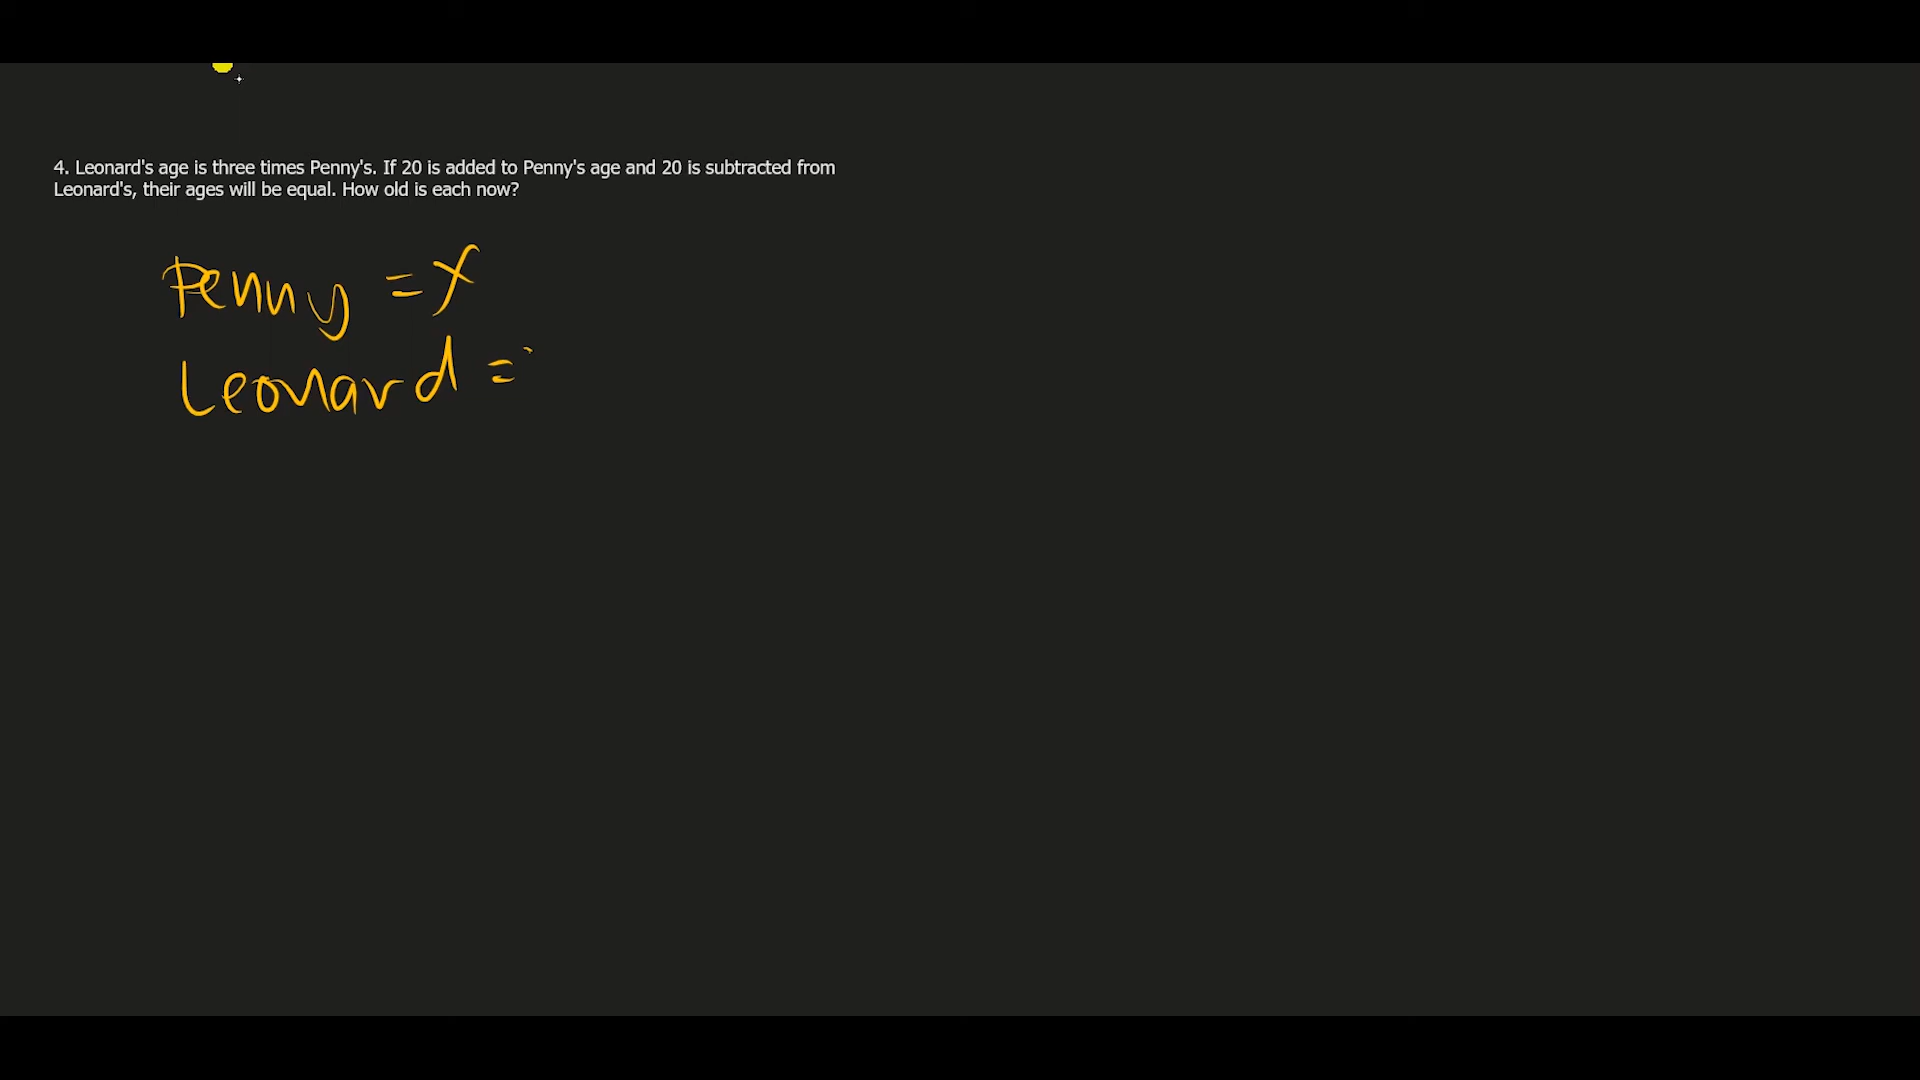 4. Leonard's age is three times Penny's. If 20 is added to Penny's age and 20 is subtracted from
Leonard's, their ages will be equal. How old is each now?
Penny = x
Leonard =